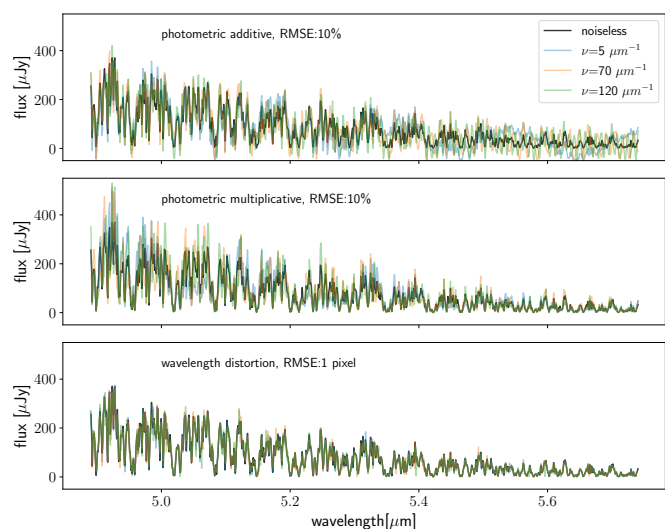 photometric additive, RMSE:10%
noiseless
ν=5 μm⁻¹
ν=70 μm⁻¹
ν=120 μm⁻¹
400
200
0
flux [μJy]
photometric multiplicative, RMSE:10%
400
200
0
flux [μJy]
wavelength distortion, RMSE:1 pixel
400
200
0
flux [μJy]
5.0 5.2 5.4 5.6
wavelength[μm]